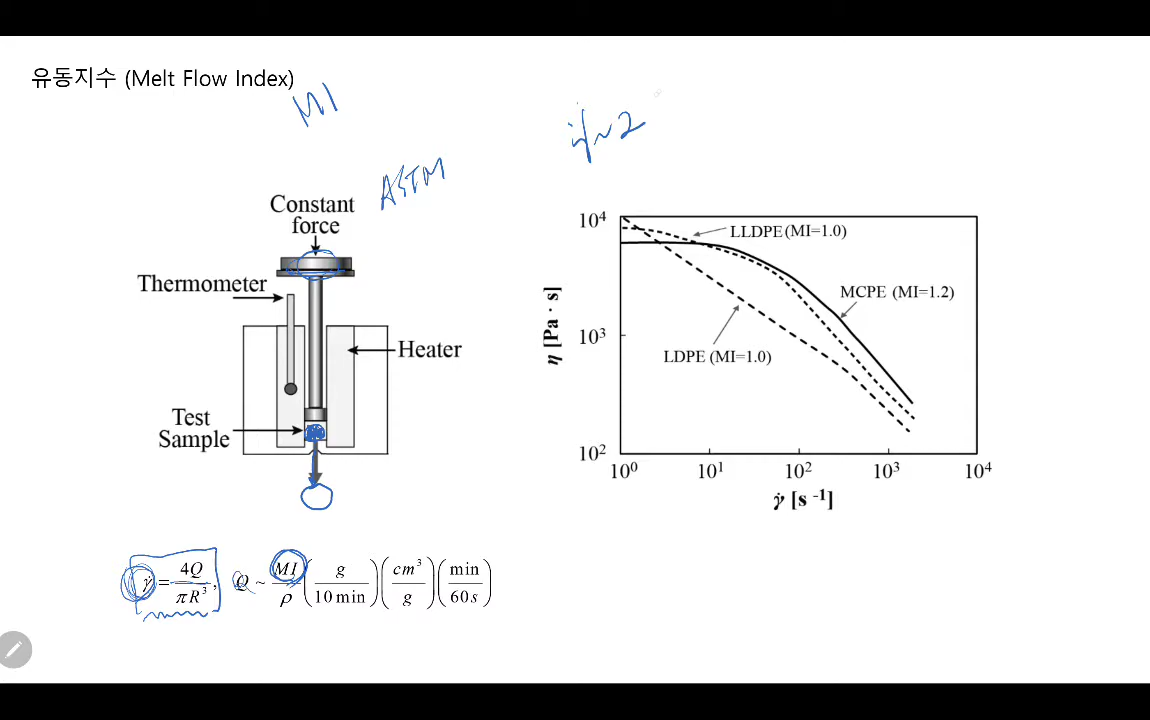 유동지수 (Melt Flow Index)
MI
ASTM
Constant
force
Thermometer
Heater
Test
Sample
γ̇ = 4Q / πR³, Q ~ MI / ρ (g / 10 min) (cm³ / g) (min / 60 s)
γ̇ ~ 2
10⁴
LLDPE (MI=1.0)
MCPE (MI=1.2)
η [Pa · s]
10³
LDPE (MI=1.0)
10²
10⁰ 10¹ 10² 10³ 10⁴
γ̇ [s ⁻¹]